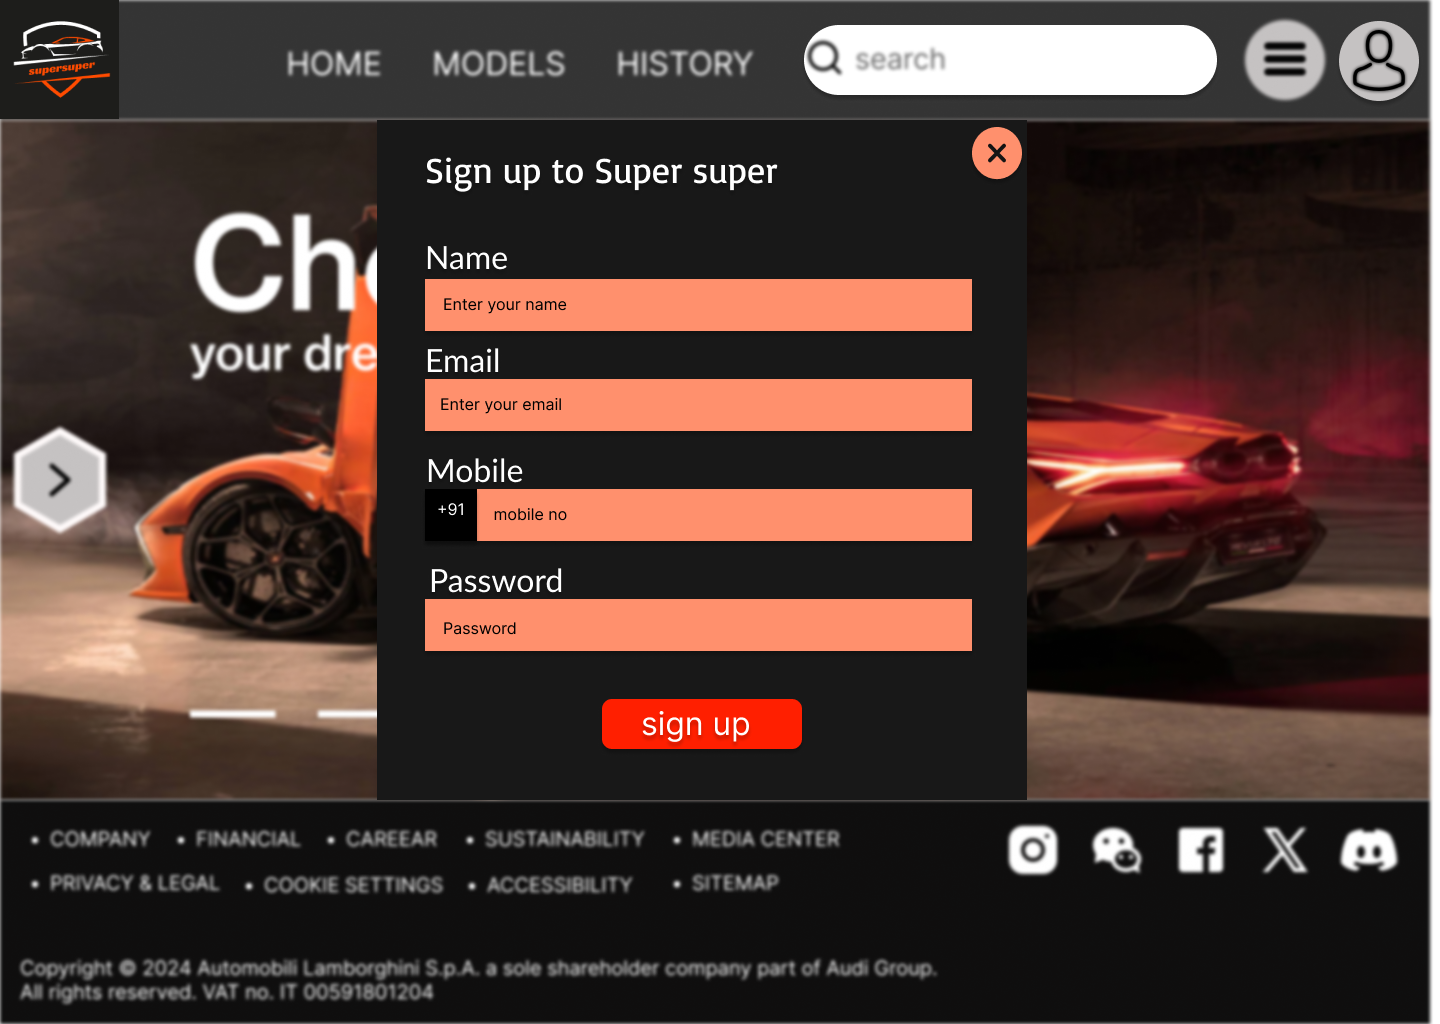 supersuper
HOME MODELS HISTORY search
Sign up to Super super
Che
your dre
Name
Enter your name
Email
Enter your email
Mobile
+91 mobile no
Password
Password
sign up
• COMPANY • FINANCIAL • CAREEAR • SUSTAINABILITY • MEDIA CENTER
• PRIVACY & LEGAL • COOKIE SETTINGS • ACCESSIBILITY • SITEMAP
Copyright © 2024 Automobili Lamborghini S.p.A. a sole shareholder company part of Audi Group.
All rights reserved. VAT no. IT 00591801204